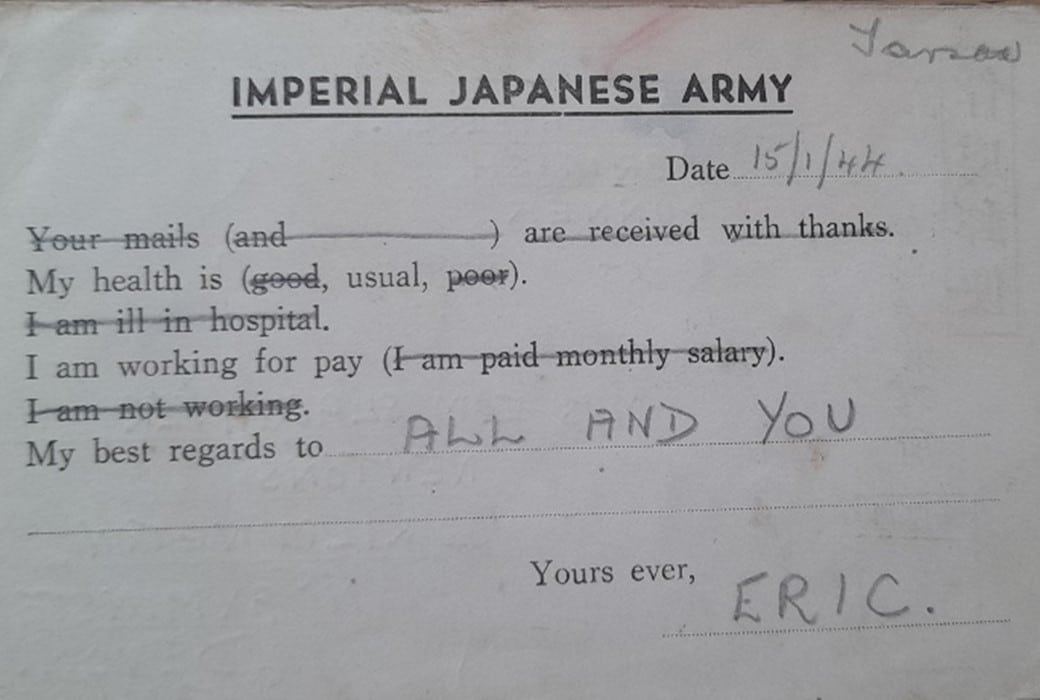 IMPERIAL JAPANESE ARMY
Date 15/1/44.
Your mails (and ) are received with thanks.
My health is (good, usual, poor).
I am ill in hospital.
I am working for pay (I am paid monthly salary).
I am not working.
My best regards to ALL AND YOU
Yours ever,
ERIC.